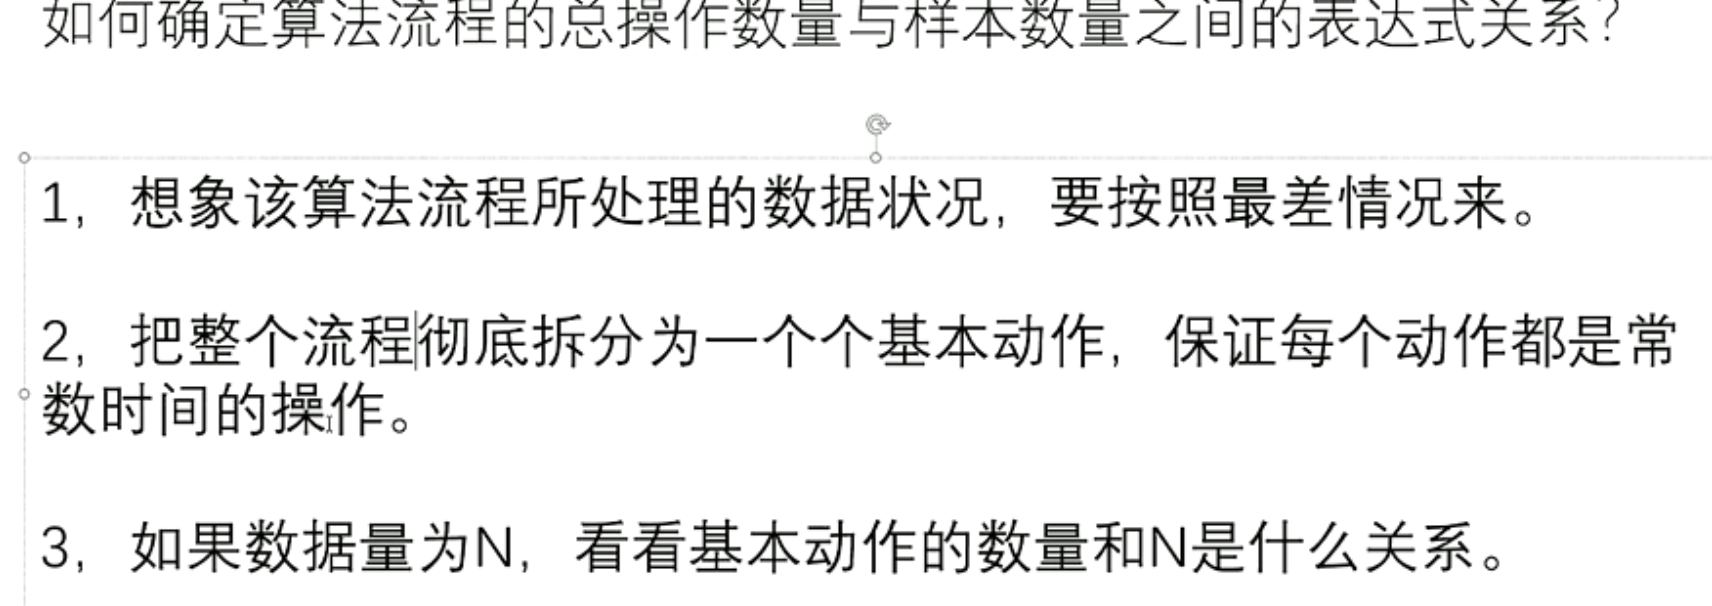 如何确定算法流程的总操作数量与样本数量之间的表达式关系？
1，想象该算法流程所处理的数据状况，要按照最差情况来。
2，把整个流程彻底拆分为一个个基本动作，保证每个动作都是常
数时间的操作。
3，如果数据量为N，看看基本动作的数量和N是什么关系。